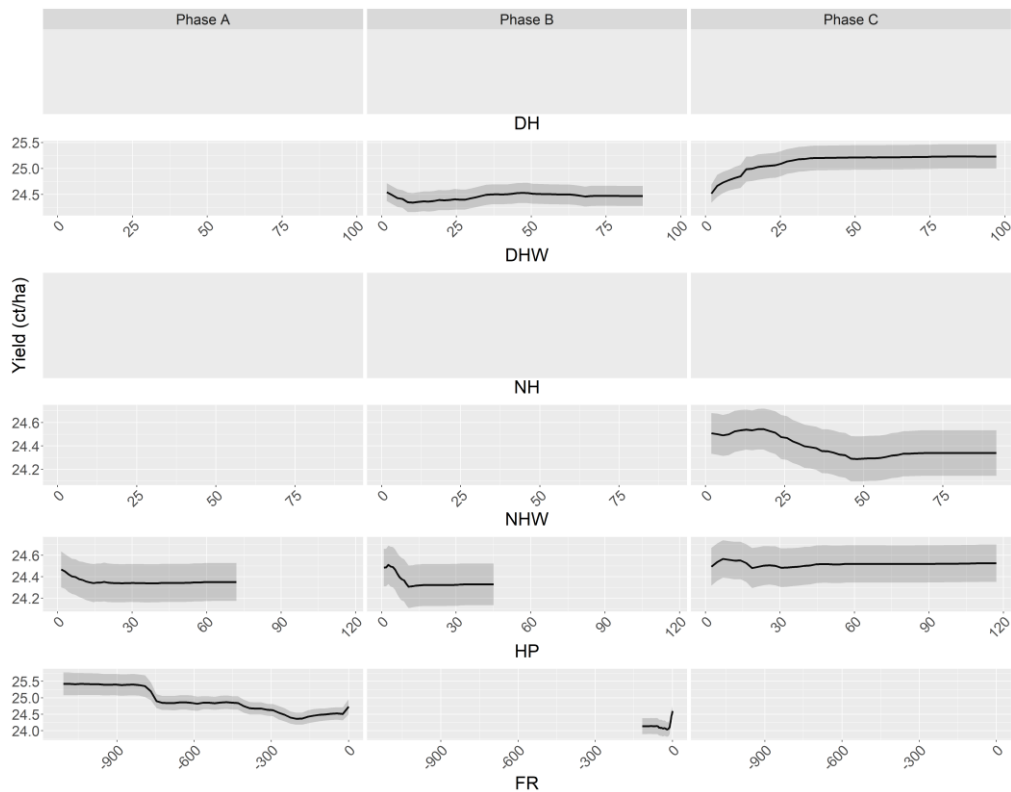 Phase A Phase B Phase C
DH
25.5
25.0
24.5
0 25 50 75 100 0 25 50 75 100 0 25 50 75 100
DHW
Yield (ct/ha)
NH
24.6
24.4
24.2
0 25 50 75 0 25 50 75 0 25 50 75
NHW
24.6
24.4
24.2
0 30 60 90 120 0 30 60 90 120 0 30 60 90 120
HP
25.5
25.0
24.5
24.0
-900 -600 -300 0 -900 -600 -300 0 -900 -600 -300 0
FR